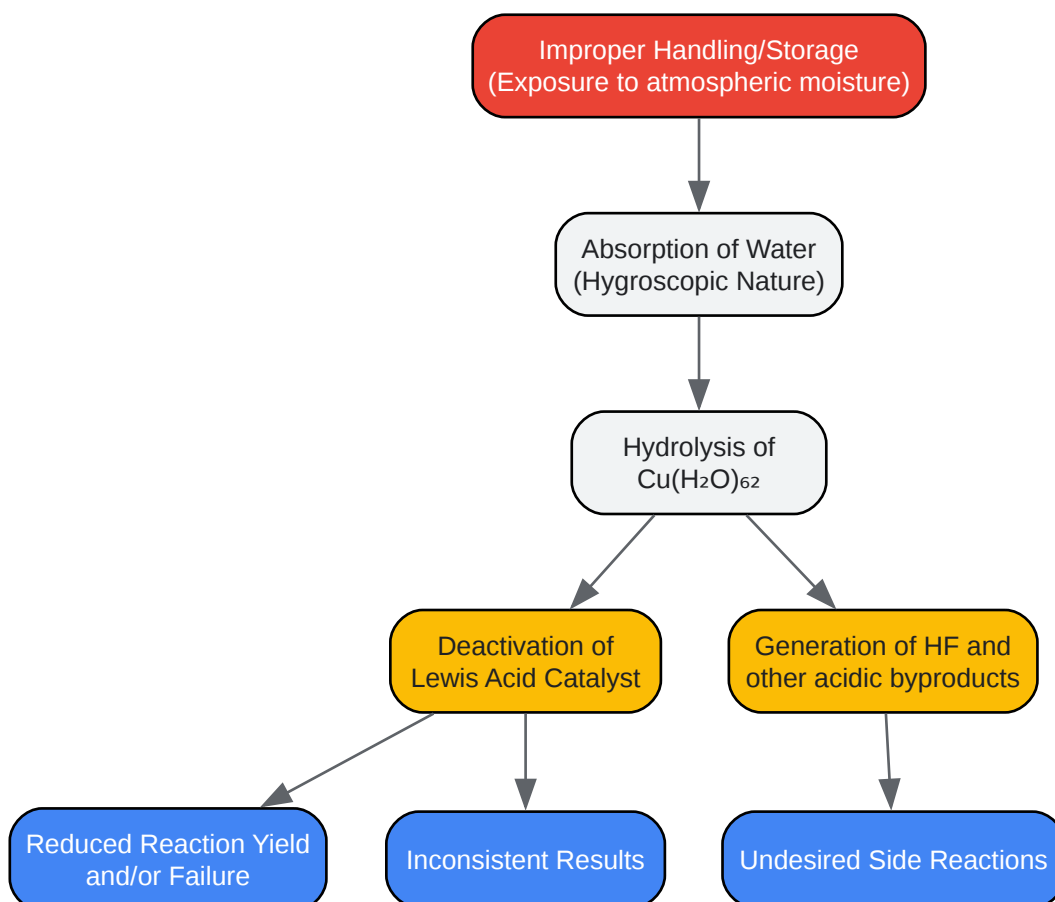 Improper Handling/Storage
(Exposure to atmospheric moisture)
Absorption of Water
(Hygroscopic Nature)
Hydrolysis of
Cu(H₂O)₆₂
Deactivation of
Lewis Acid Catalyst
Generation of HF and
other acidic byproducts
Reduced Reaction Yield
and/or Failure
Inconsistent Results
Undesired Side Reactions